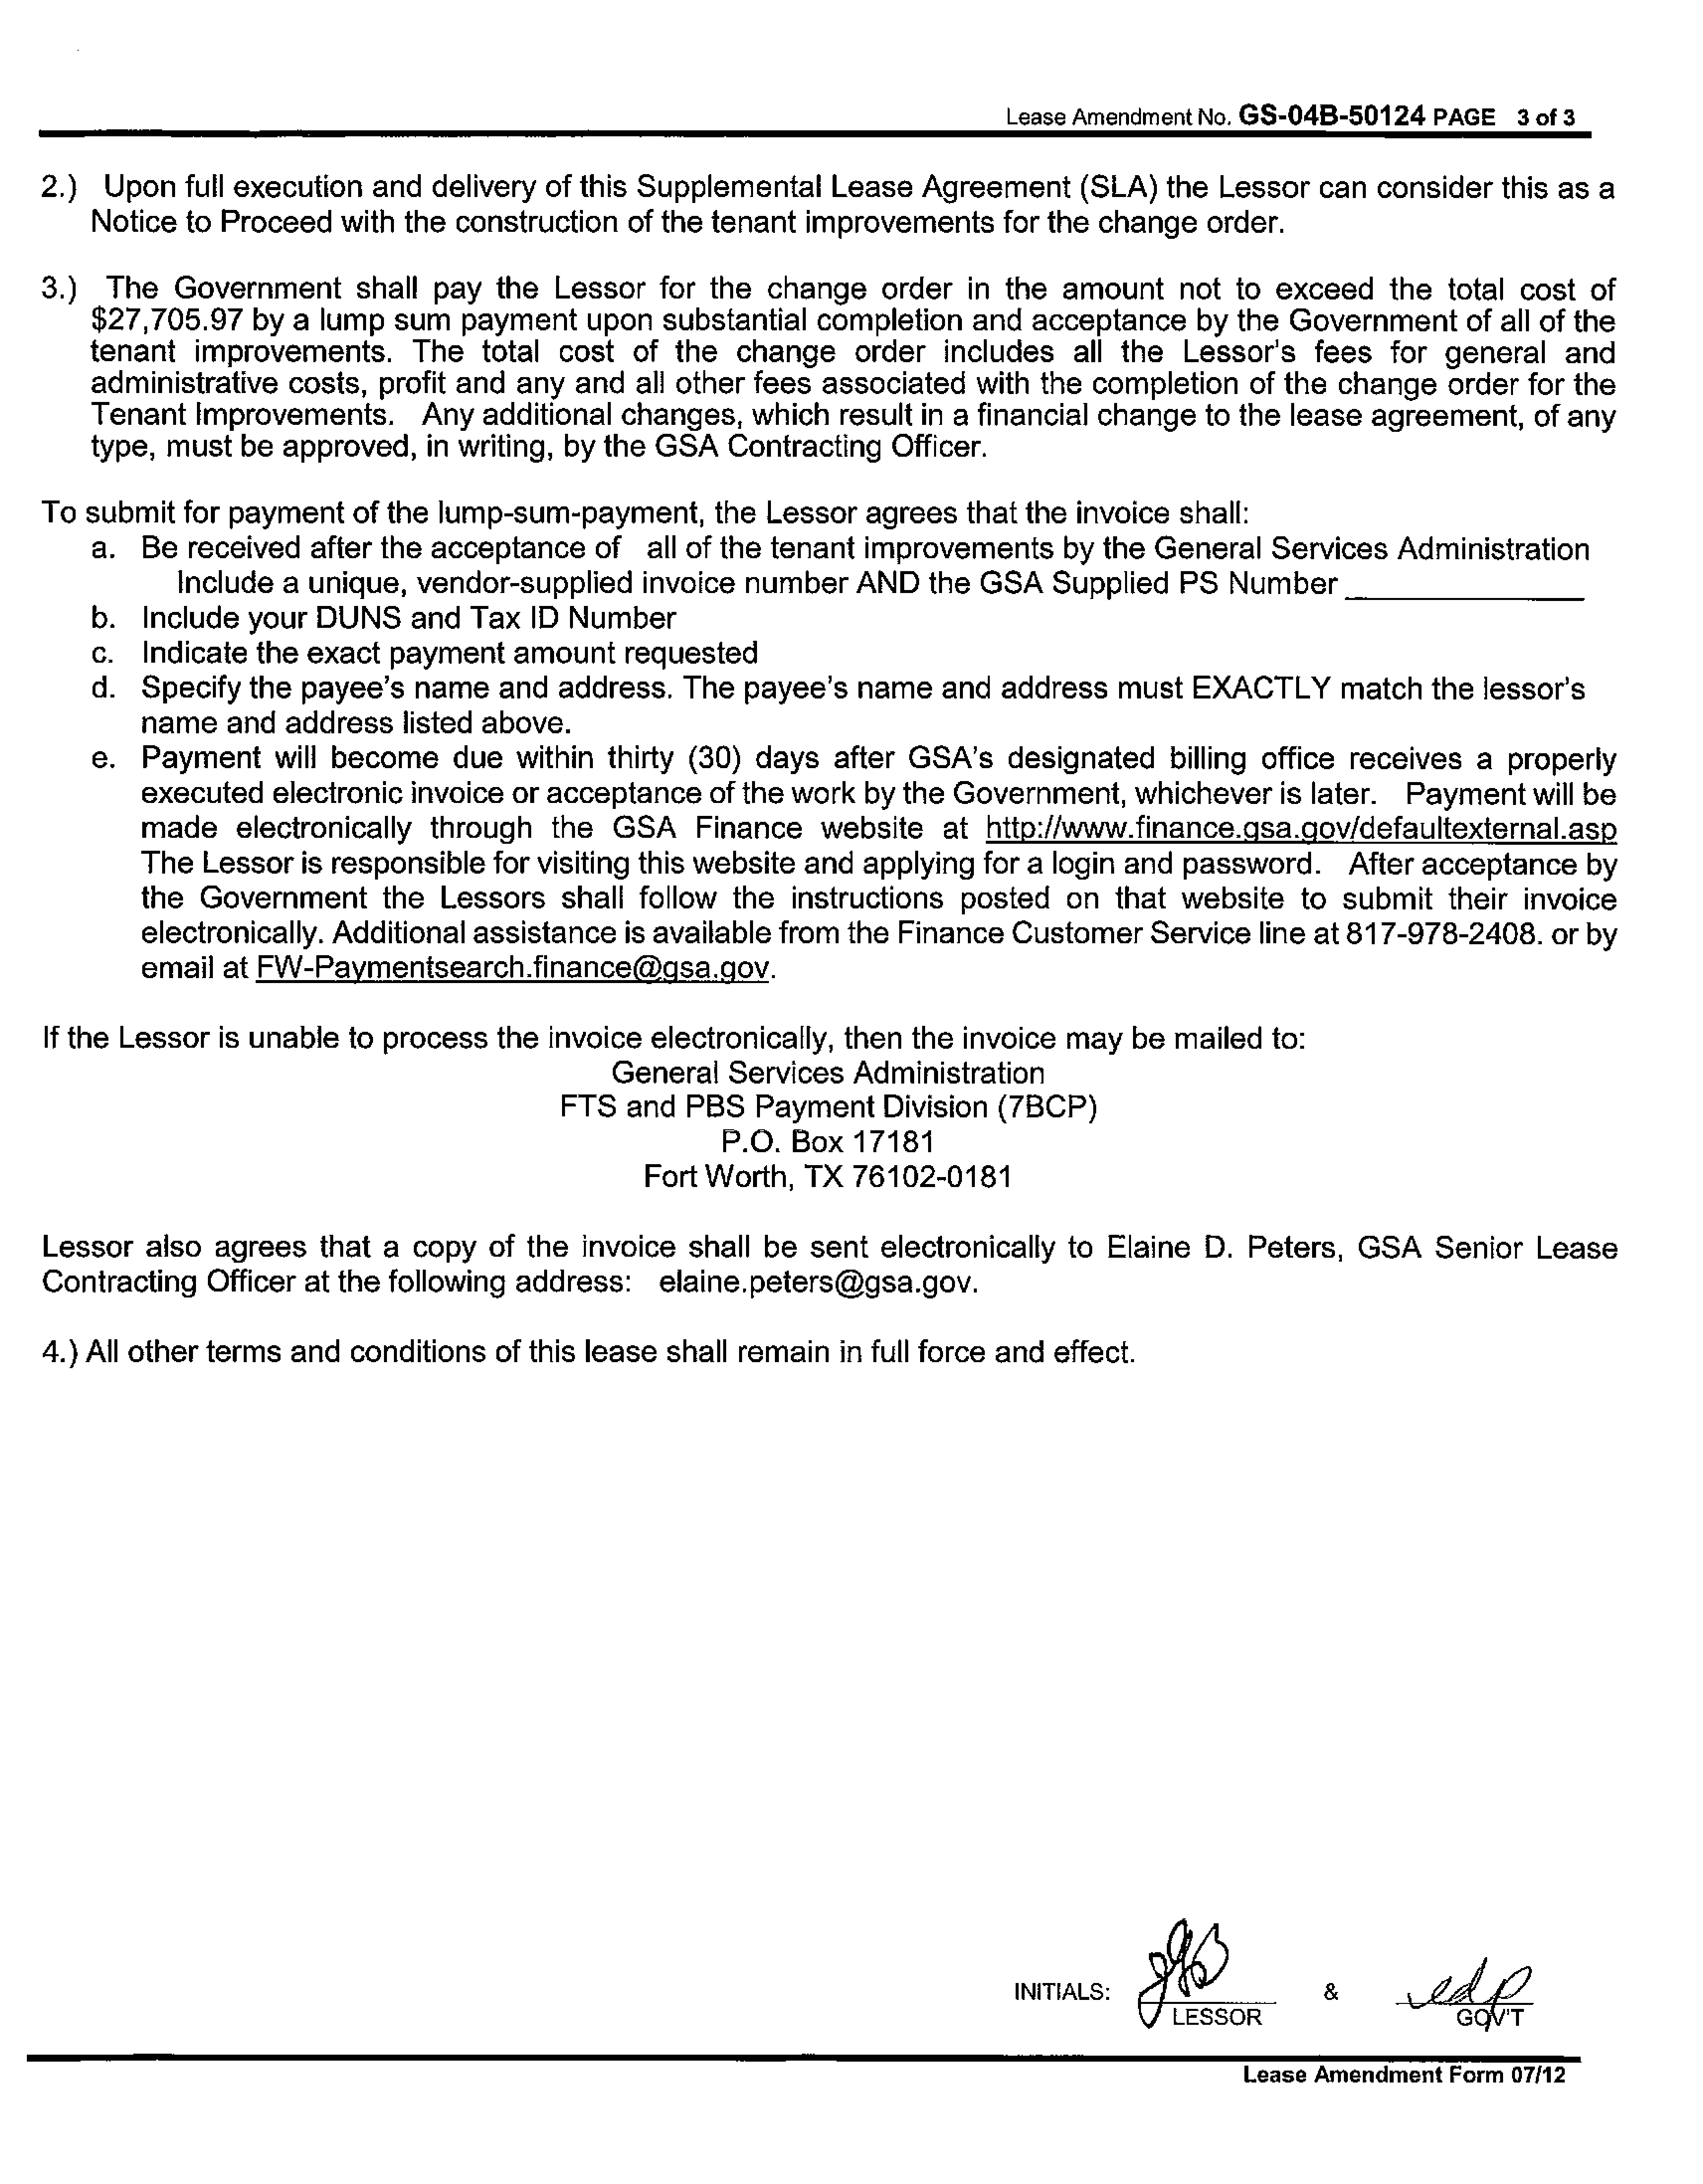 Lease Amendment No. GS-04B-50124 PAGE 3 of 3
2.) Upon full execution and delivery of this Supplemental Lease Agreement (SLA) the Lessor can consider this as a
Notice to Proceed with the construction of the tenant improvements for the change order.
3.) The Government shall pay the Lessor for the change order in the amount not to exceed the total cost of
$27,705.97 by a lump sum payment upon substantial completion and acceptance by the Government of all of the
tenant improvements. The total cost of the change order includes all the Lessor's fees for general and
administrative costs, profit and any and all other fees associated with the completion of the change order for the
Tenant Improvements. Any additional changes, which result in a financial change to the lease agreement, of any
type, must be approved, in writing, by the GSA Contracting Officer.
To submit for payment of the lump-sum-payment, the Lessor agrees that the invoice shall:
a. Be received after the acceptance of all of the tenant improvements by the General Services Administration
Include a unique, vendor-supplied invoice number AND the GSA Supplied PS Number
b. Include your DUNS and Tax ID Number
c. Indicate the exact payment amount requested
d. Specify the payee's name and address. The payee's name and address must EXACTLY match the lessor's
name and address listed above.
e. Payment will become due within thirty (30) days after GSA's designated billing office receives a properly
executed electronic invoice or acceptance of the work by the Government, whichever is later. Payment will be
made electronically through the GSA Finance website at http://www.finance.gsa.gov/defaultexternal.asp
The Lessor is responsible for visiting this website and applying for a login and password. After acceptance by
the Government the Lessors shall follow the instructions posted on that website to submit their invoice
electronically. Additional assistance is available from the Finance Customer Service line at 817-978-2408. or by
email at FW-Paymentsearch.finance@gsa.gov.
If the Lessor is unable to process the invoice electronically, then the invoice may be mailed to:
General Services Administration
FTS and PBS Payment Division (7BCP)
P.O. Box 17181
Fort Worth, TX 76102-0181
Lessor also agrees that a copy of the invoice shall be sent electronically to Elaine D. Peters, GSA Senior Lease
Contracting Officer at the following address: elaine.peters@gsa.gov.
4.) All other terms and conditions of this lease shall remain in full force and effect.
INITIALS: & edp
LESSOR GOV'T
Lease Amendment Form 07/12